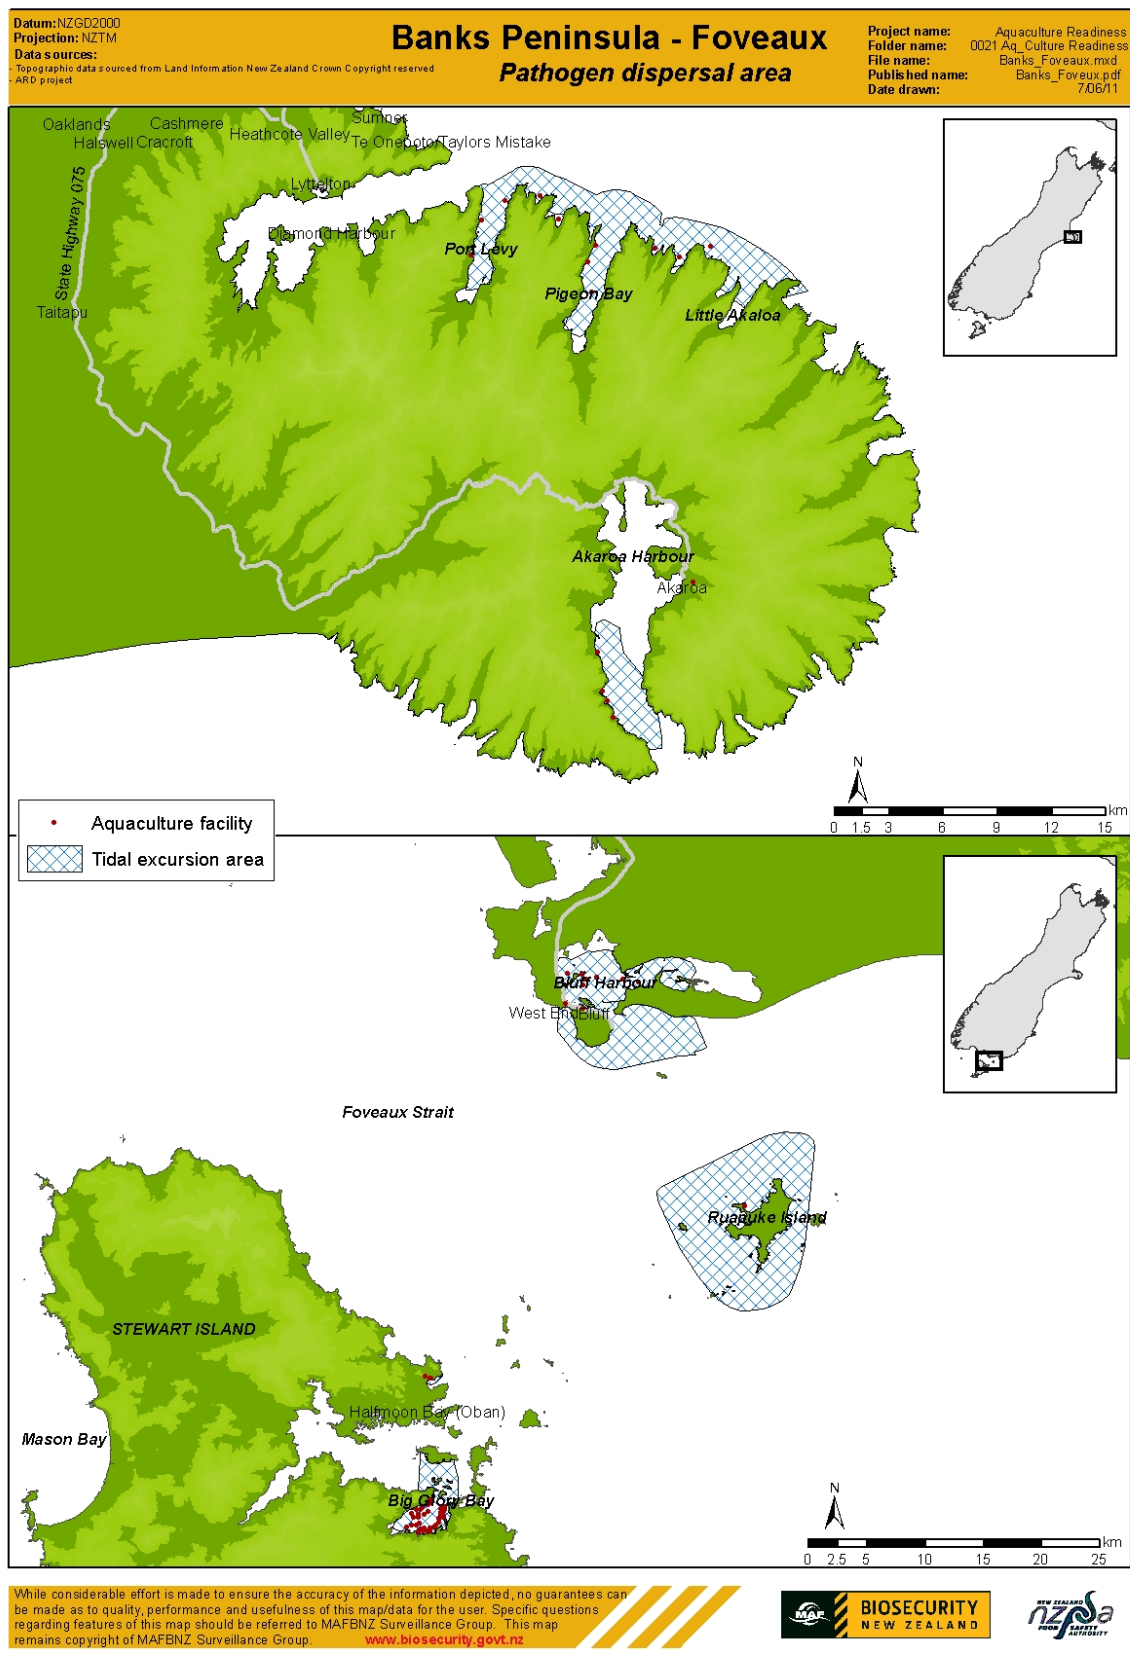 Datum:NZGD2000
Projection: NZTM
Data sources:
- Topographic data sourced from Land Information New Zealand Crown Copyright reserved
- ARD project
Banks Peninsula - Foveaux
Pathogen dispersal area
Project name: Aquaculture Readiness
Folder name: 0021 Aq_Culture Readiness
File name: Banks_Foveaux.mxd
Published name: Banks_Foveux.pdf
Date drawn: 7/06/11
Sumner
Oaklands Cashmere
Heathcote Valley
Halswell Cracroft Te Onepoto/Taylors Mistake
State Highway 075
Lyttelton
Diamond Harbour
Port Levy
Pigeon Bay
Taitapu
Little Akaloa
Akaroa Harbour
Akaroa
N
km
0 1.5 3 6 9 12 15
Aquaculture facility
Tidal excursion area
Bluff Harbour
West End Bluff
Foveaux Strait
Ruapuke Island
STEWART ISLAND
Halfmoon Bay (Oban)
Mason Bay
Big Glory Bay
N
km
0 2.5 5 10 15 20 25
While considerable effort is made to ensure the accuracy of the information depicted, no guarantees can
be made as to quality, performance and usefulness of this map/data for the user. Specific questions
regarding features of this map should be referred to MAFBNZ Surveillance Group. This map
remains copyright of MAFBNZ Surveillance Group. www.biosecurity.govt.nz
MAF
BIOSECURITY
NEW ZEALAND
NEW ZEALAND
nzfsa
FOOD SAFETY
AUTHORITY